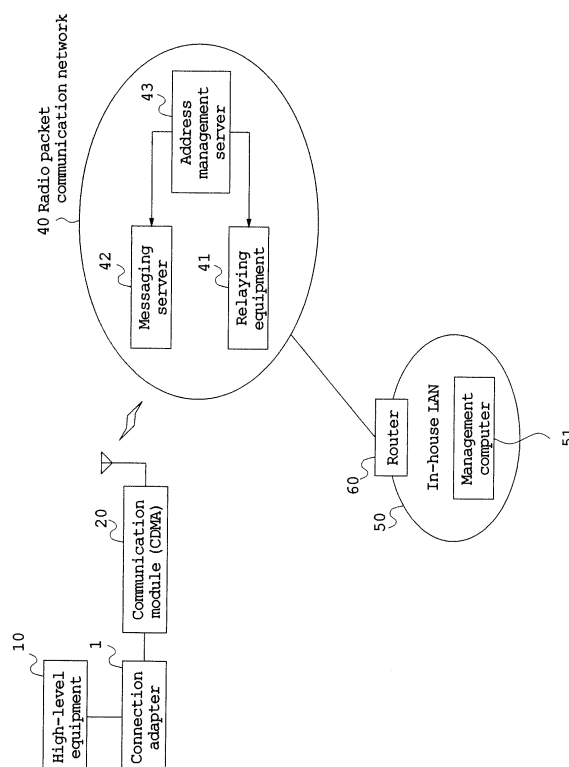 40 Radio packet
communication network
43
Address
management
server
42
Messaging
server
41
Relaying
equipment
10
High-level
equipment
1
Connection
adapter
20
Communication
module (CDMA)
60
Router
50
In-house LAN
Management
computer
51